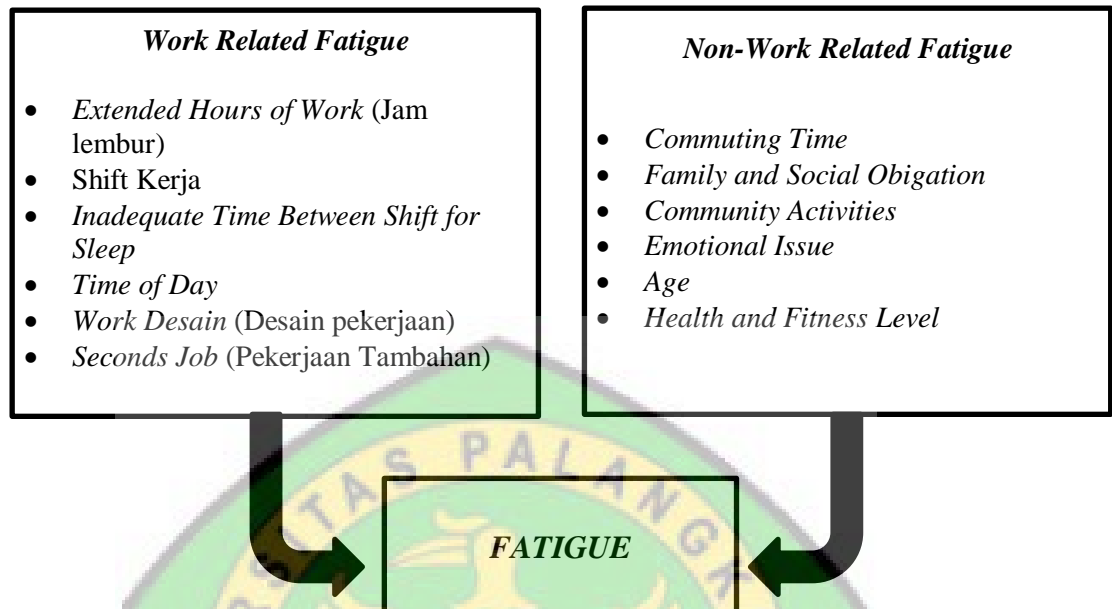 Work Related Fatigue
• Extended Hours of Work (Jam
lembur)
• Shift Kerja
• Inadequate Time Between Shift for
Sleep
• Time of Day
• Work Desain (Desain pekerjaan)
• Seconds Job (Pekerjaan Tambahan)
Non-Work Related Fatigue
• Commuting Time
• Family and Social Obigation
• Community Activities
• Emotional Issue
• Age
• Health and Fitness Level
FATIGUE
RSITAS PALANGK